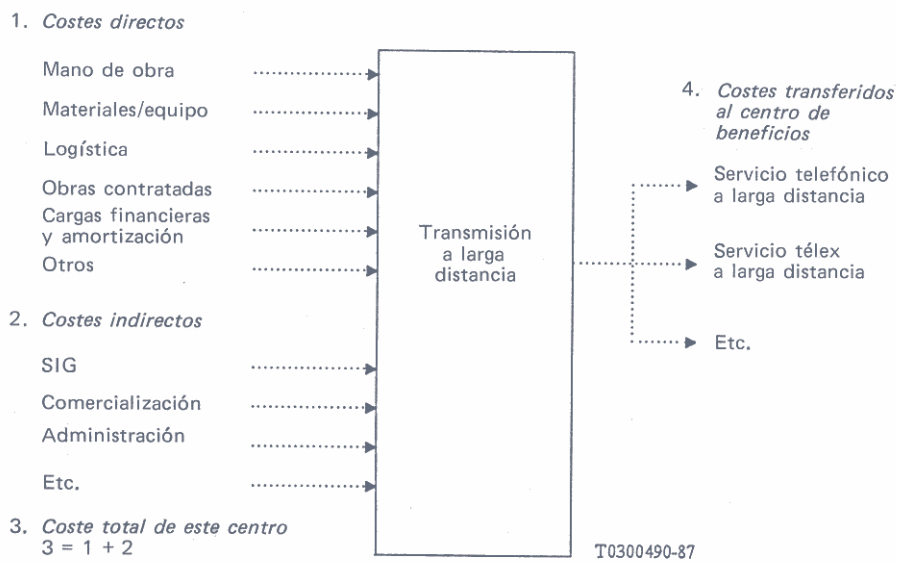 1. Costes directos
Mano de obra
Materiales/equipo
Logística
Obras contratadas
Cargas financieras
y amortización
Otros
2. Costes indirectos
SIG
Comercialización
Administración
Etc.
3. Coste total de este centro
3 = 1 + 2
Transmisión
a larga
distancia
4. Costes transferidos
al centro de
beneficios
Servicio telefónico
a larga distancia
Servicio télex
a larga distancia
Etc.
T0300490-87